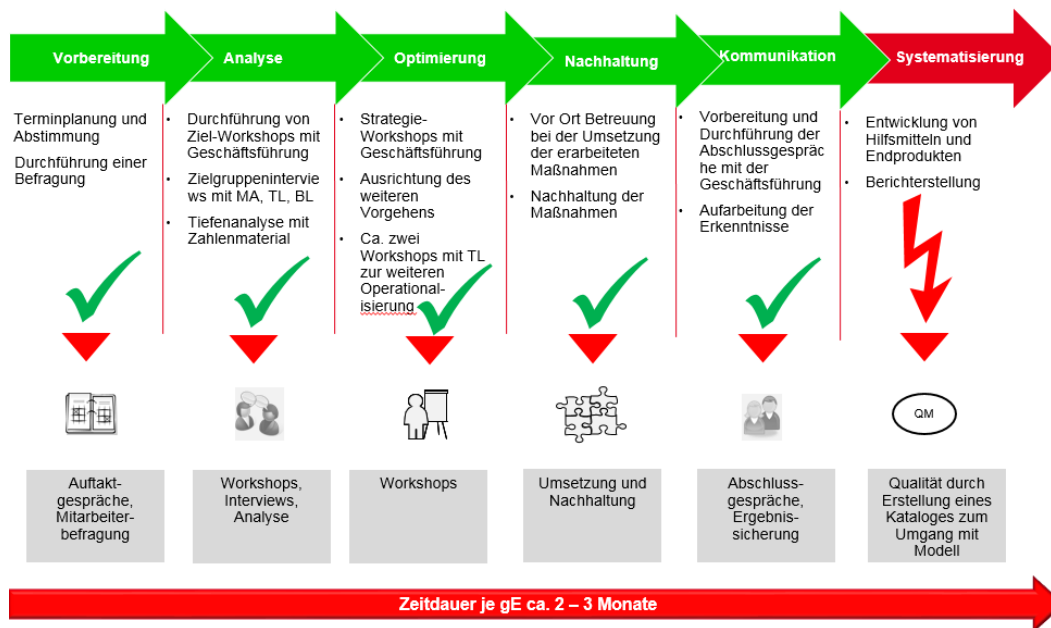 Vorbereitung
Analyse
Optimierung
Nachhaltung
Kommunikation
Systematisierung
Terminplanung und
Abstimmung
Durchführung einer
Befragung
• Durchführung von
Ziel-Workshops mit
Geschäftsführung
• Zielgruppenintervie
ws mit MA, TL, BL
• Tiefenanalyse mit
Zahlenmaterial
• Strategie-
Workshops mit
Geschäftsführung
• Ausrichtung des
weiteren
Vorgehens
• Ca. zwei
Workshops mit TL
zur weiteren
Operational-
isierung
• Vor Ort Betreuung
bei der Umsetzung
der erarbeiteten
Maßnahmen
• Nachhaltung der
Maßnahmen
• Vorbereitung und
Durchführung der
Abschlussgespräc
he mit der
Geschäftsführung
• Aufarbeitung der
Erkenntnisse
• Entwicklung von
Hilfsmitteln und
Endprodukten
• Berichterstellung
QM
Auftakt-
gespräche,
Mitarbeiter-
befragung
Workshops,
Interviews,
Analyse
Workshops
Umsetzung und
Nachhaltung
Abschluss-
gespräche,
Ergebnis-
sicherung
Qualität durch
Erstellung eines
Kataloges zum
Umgang mit
Modell
Zeitdauer je gE ca. 2 – 3 Monate